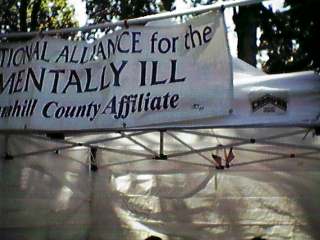 TIONAL ALLIANCE for the
MENTALLY ILL
mhill County Affiliate